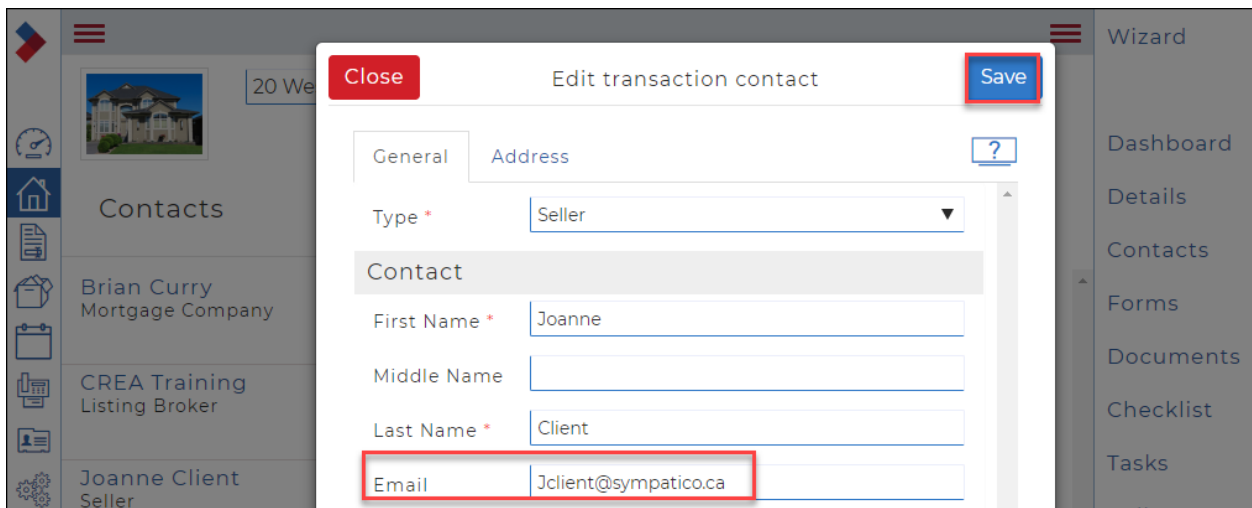 Wizard
20 We
Close
Edit transaction contact
Save
General
Address
?
Dashboard
Details
Contacts
Forms
Documents
Checklist
Tasks
Contacts
Brian Curry
Mortgage Company
CREA Training
Listing Broker
Joanne Client
Seller
Type * Seller
Contact
First Name * Joanne
Middle Name
Last Name * Client
Email Jclient@sympatico.ca